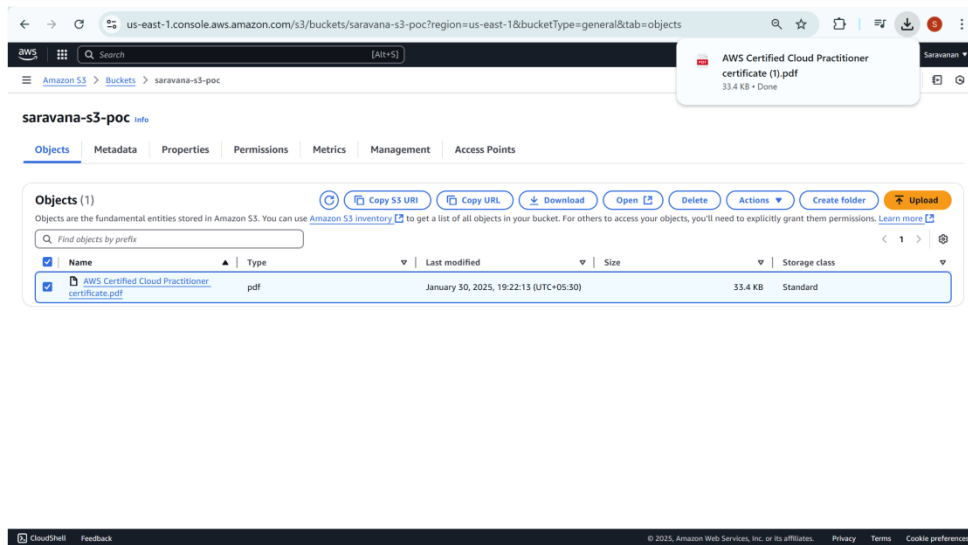 us-east-1.console.aws.amazon.com/s3/buckets/saravana-s3-poc?region=us-east-1&bucketType=general&tab=objects
S
AWS Certified Cloud Practitioner
certificate (1).pdf
33.4 KB • Done
aws
Search
[Alt+S]
Saravanan
Amazon S3 > Buckets > saravana-s3-poc
saravana-s3-poc Info
Objects Metadata Properties Permissions Metrics Management Access Points
Objects (1)
Copy S3 URI Copy URL Download Open Delete Actions Create folder Upload
Objects are the fundamental entities stored in Amazon S3. You can use Amazon S3 inventory to get a list of all objects in your bucket. For others to access your objects, you'll need to explicitly grant them permissions. Learn more
Find objects by prefix
1
Name Type Last modified Size Storage class
AWS Certified Cloud Practitioner
certificate.pdf
pdf January 30, 2025, 19:22:13 (UTC+05:30) 33.4 KB Standard
CloudShell Feedback © 2025, Amazon Web Services, Inc. or its affiliates. Privacy Terms Cookie preferences